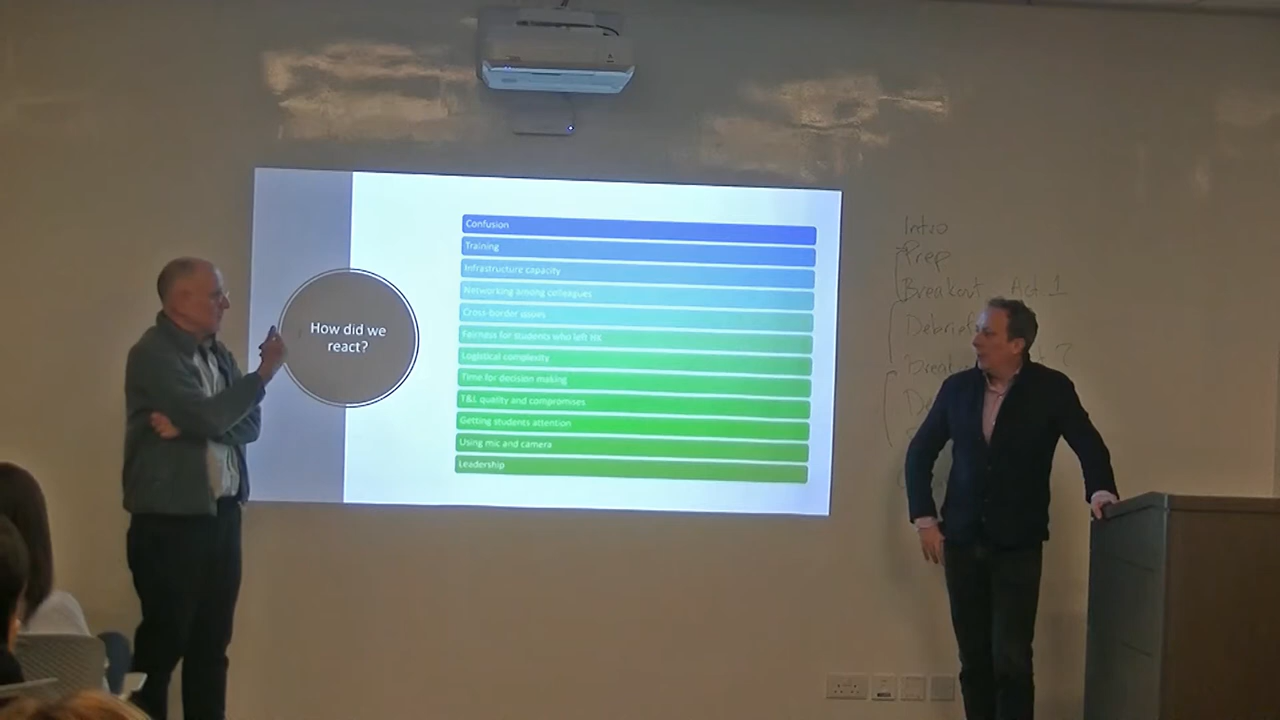 How did we
react?
Confusion
Training
Infrastructure capacity
Networking among colleagues
Cross-border issues
Fairness for students who left HK
Logistical complexity
Time for decision making
T&L quality and compromises
Getting students attention
Using mic and camera
Leadership
Intro
Prep
Breakout Act 1
Debrief